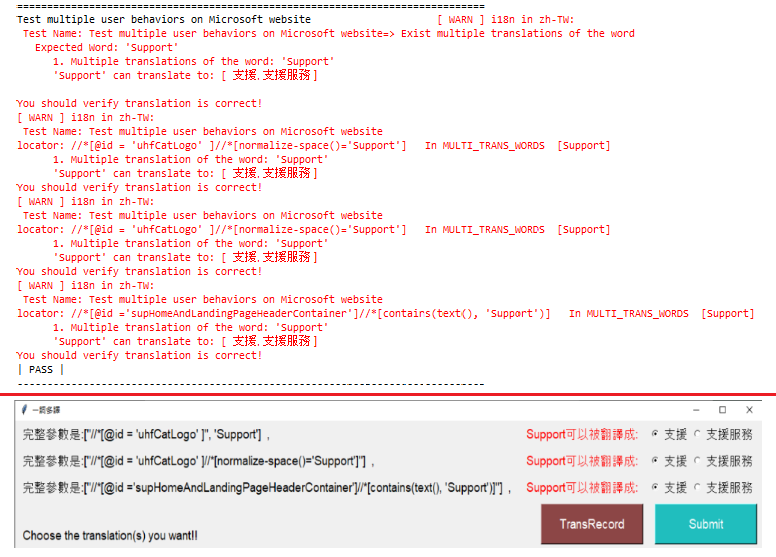 ================================================================================
Test multiple user behaviors on Microsoft website [ WARN ] i18n in zh-TW:
Test Name: Test multiple user behaviors on Microsoft website=> Exist multiple translations of the word
Expected Word: 'Support'
1. Multiple translations of the word: 'Support'
'Support' can translate to: [ 支援, 支援服務 ]
You should verify translation is correct!
[ WARN ] i18n in zh-TW:
Test Name: Test multiple user behaviors on Microsoft website
locator: //*[@id = 'uhfCatLogo' ]//*[normalize-space()='Support'] In MULTI_TRANS_WORDS [Support]
1. Multiple translation of the word: 'Support'
'Support' can translate to: [ 支援, 支援服務 ]
You should verify translation is correct!
[ WARN ] i18n in zh-TW:
Test Name: Test multiple user behaviors on Microsoft website
locator: //*[@id = 'uhfCatLogo' ]//*[normalize-space()='Support'] In MULTI_TRANS_WORDS [Support]
1. Multiple translation of the word: 'Support'
'Support' can translate to: [ 支援, 支援服務 ]
You should verify translation is correct!
[ WARN ] i18n in zh-TW:
Test Name: Test multiple user behaviors on Microsoft website
locator: //*[@id ='supHomeAndLandingPageHeaderContainer']//*[contains(text(), 'Support')] In MULTI_TRANS_WORDS [Support]
1. Multiple translation of the word: 'Support'
'Support' can translate to: [ 支援, 支援服務 ]
You should verify translation is correct!
| PASS |
--------------------------------------------------------------------------------
一詞多譯
完整參數是:["//*[@id = 'uhfCatLogo' ]", 'Support'] , Support可以被翻譯成: 支援 支援服務
完整參數是:["//*[@id = 'uhfCatLogo' ]//*[normalize-space()='Support']"] , Support可以被翻譯成: 支援 支援服務
完整參數是:["//*[@id ='supHomeAndLandingPageHeaderContainer']//*[contains(text(), 'Support')]"] , Support可以被翻譯成: 支援 支援服務
Choose the translation(s) you want!! TransRecord Submit